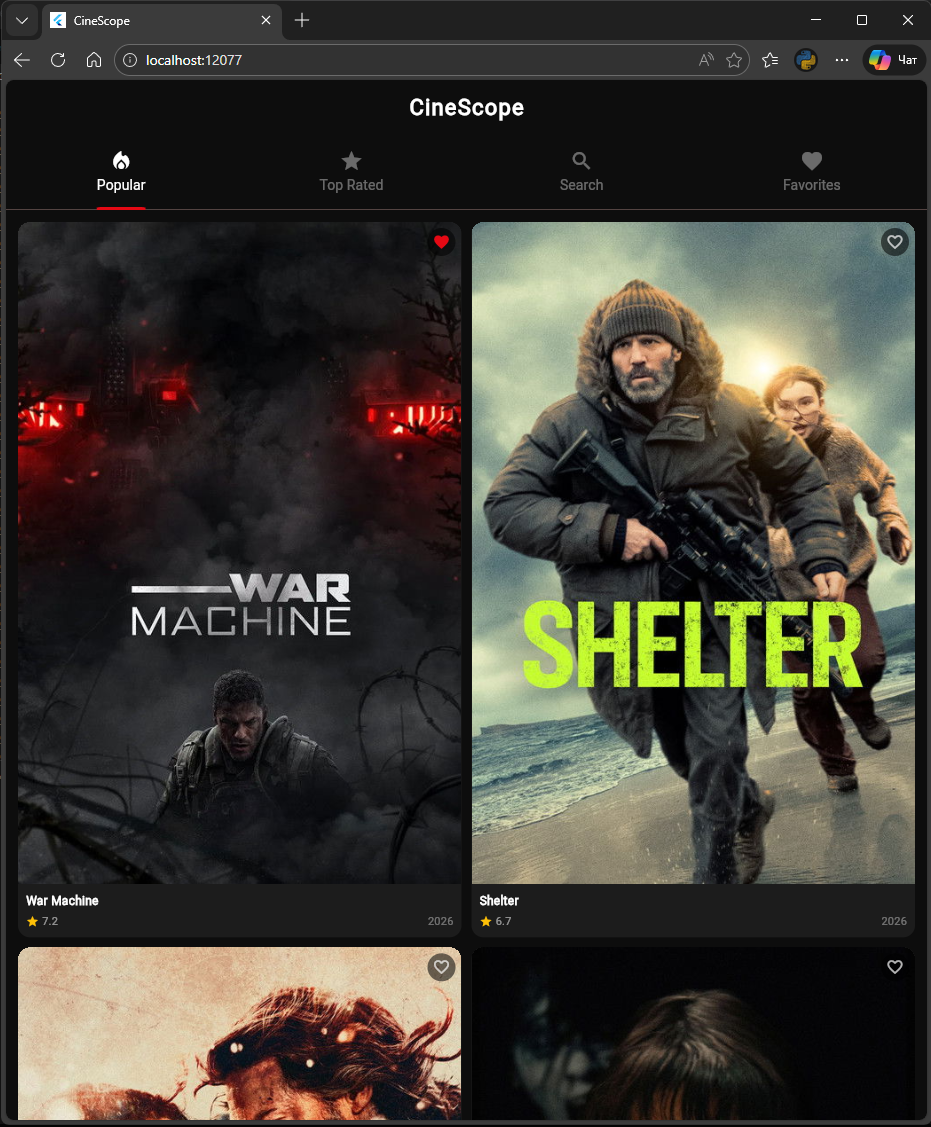 CineScope
localhost:12077
Чат
CineScope
Popular
Top Rated
Search
Favorites
WAR
MACHINE
SHELTER
War Machine
7.2
2026
Shelter
6.7
2026